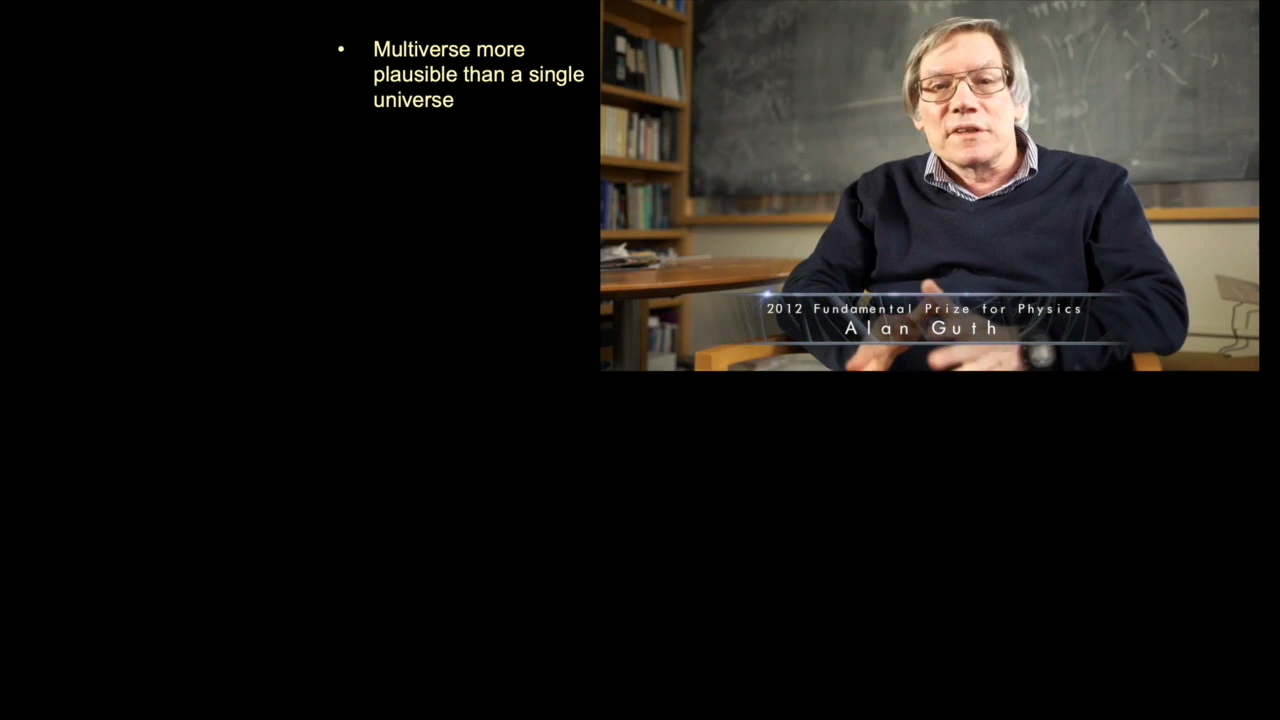 • Multiverse more
plausible than a single
universe
2012 Fundamental Prize for Physics
Alan Guth